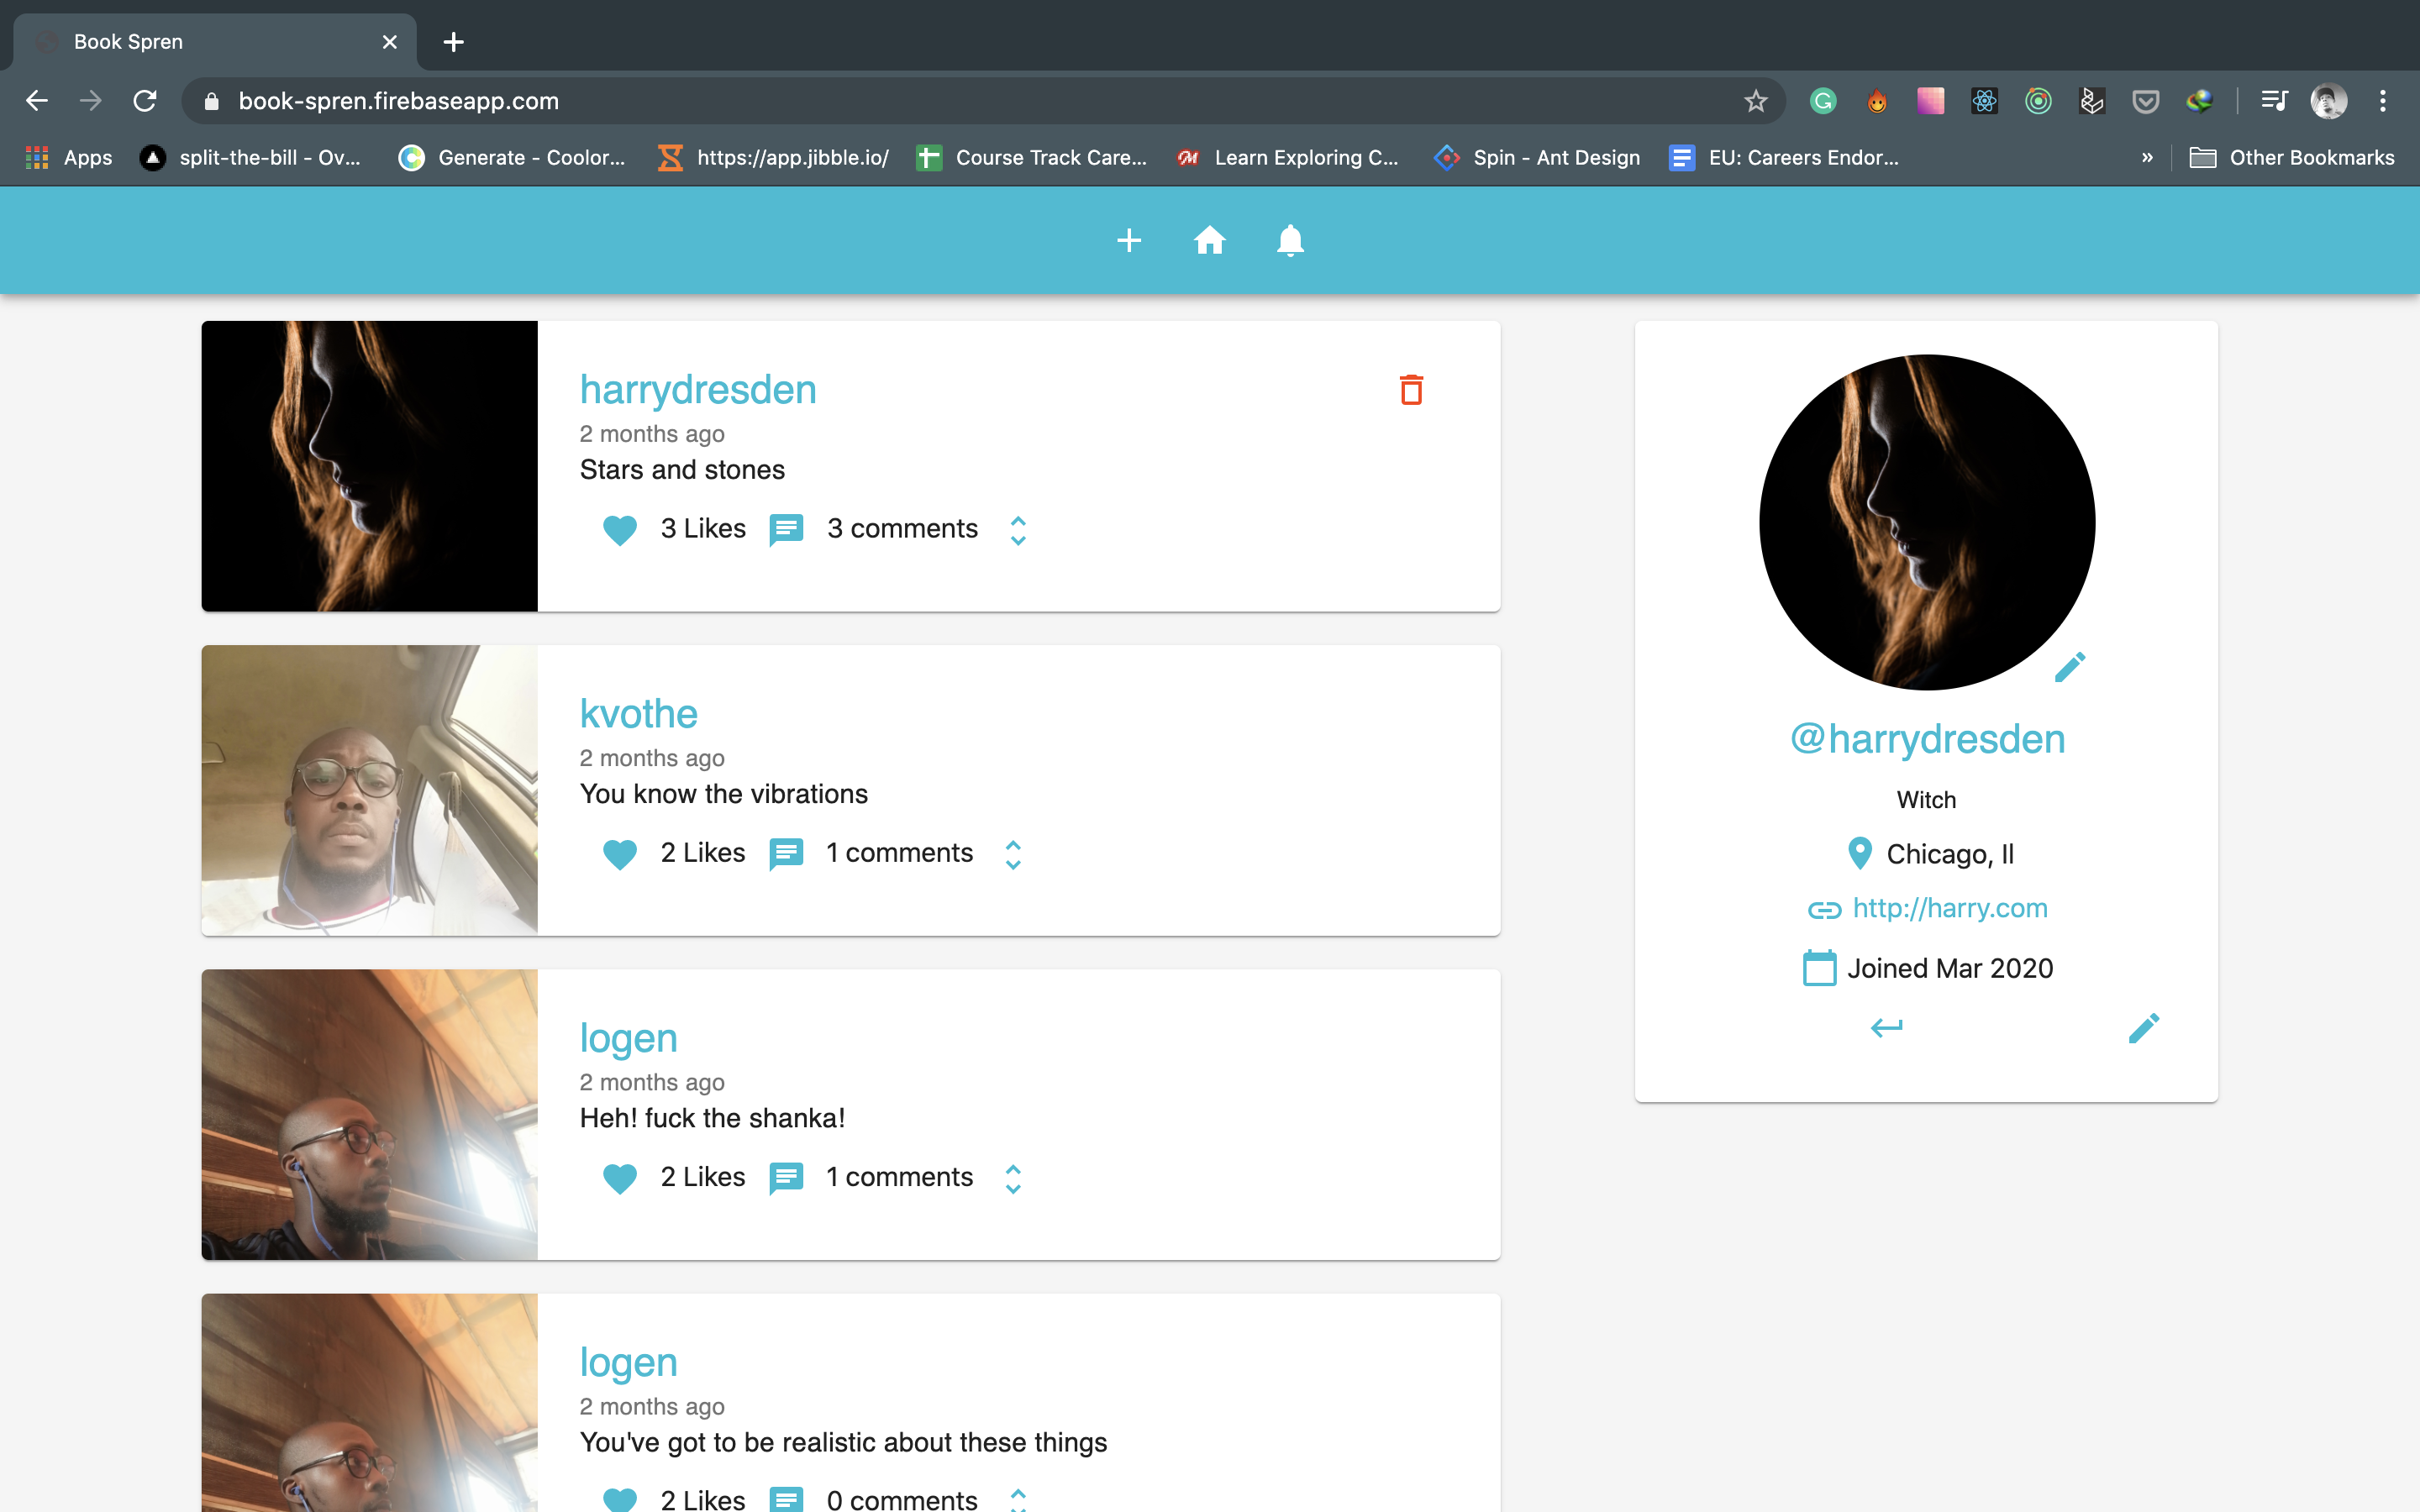 Book Spren
book-spren.firebaseapp.com
Apps split-the-bill - Ov... Generate - Coolor... https://app.jibble.io/ Course Track Care... Learn Exploring C... Spin - Ant Design EU: Careers Endor... » Other Bookmarks
harrydresden
2 months ago
Stars and stones
3 Likes 3 comments
kvothe
2 months ago
You know the vibrations
2 Likes 1 comments
logen
2 months ago
Heh! fuck the shanka!
2 Likes 1 comments
logen
2 months ago
You've got to be realistic about these things
2 Likes 0 comments
@harrydresden
Witch
Chicago, Il
http://harry.com
Joined Mar 2020